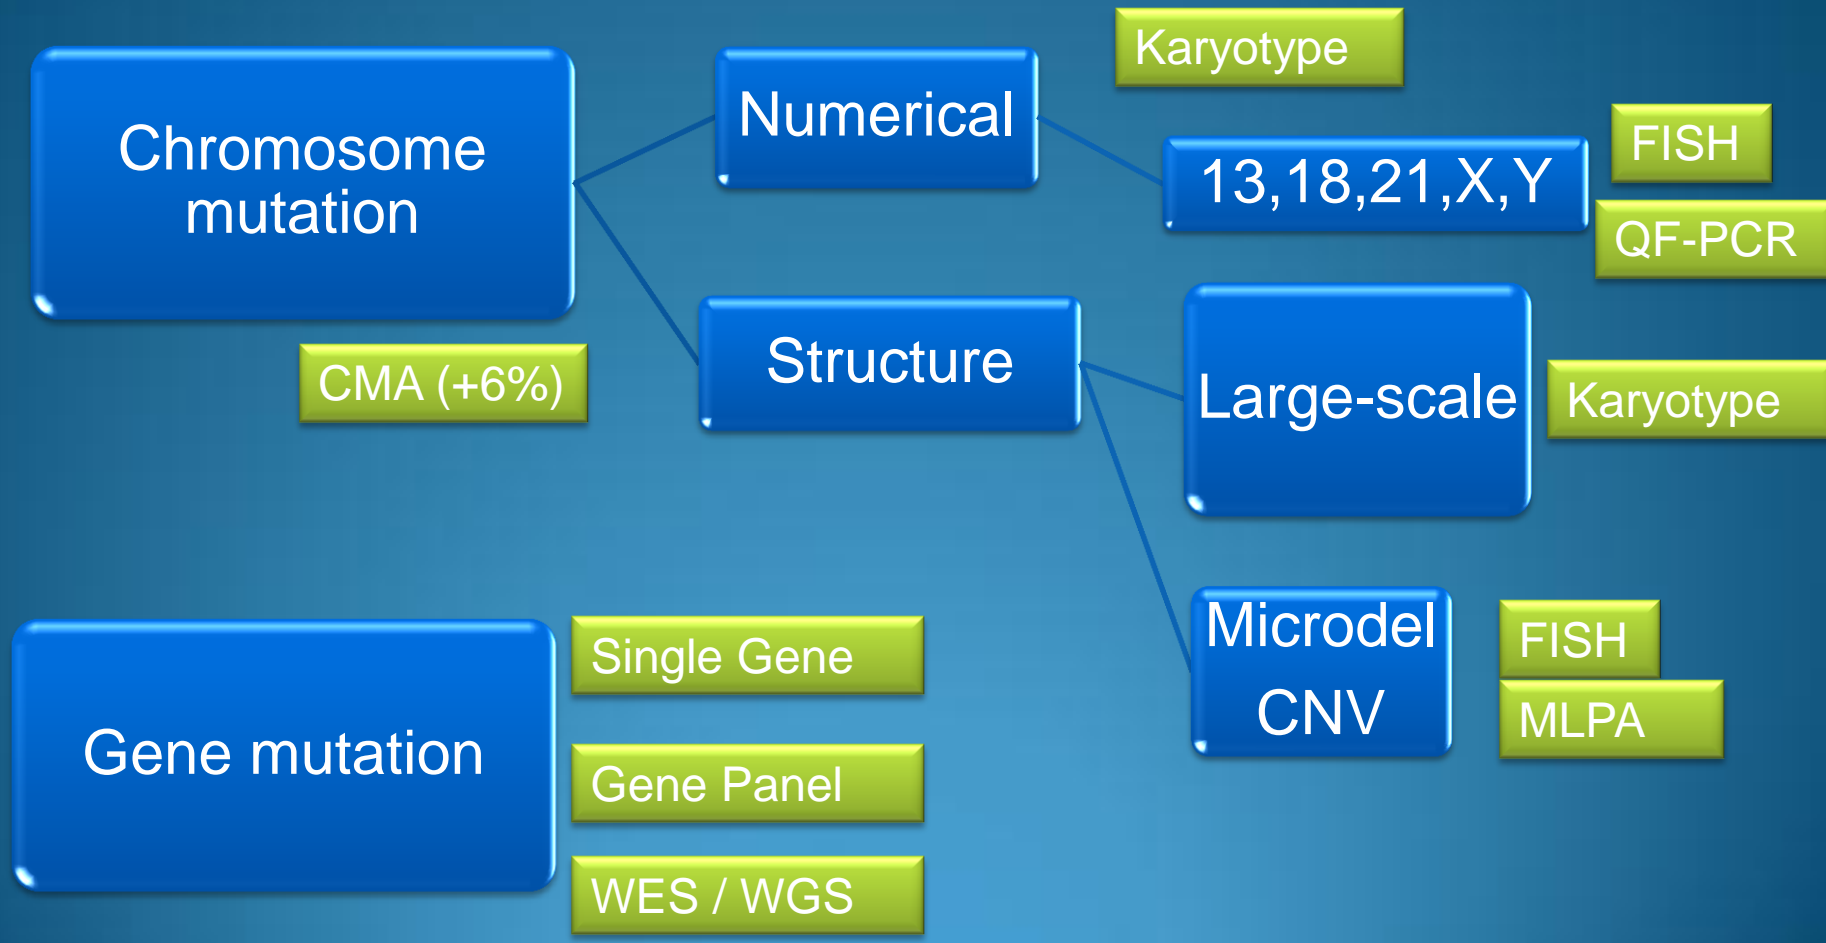 Karyotype
Chromosome
mutation
Numerical
13,18,21,X,Y
FISH
QF-PCR
CMA (+6%)
Structure
Large-scale
Karyotype
Microdel
CNV
FISH
MLPA
Gene mutation
Single Gene
Gene Panel
WES / WGS